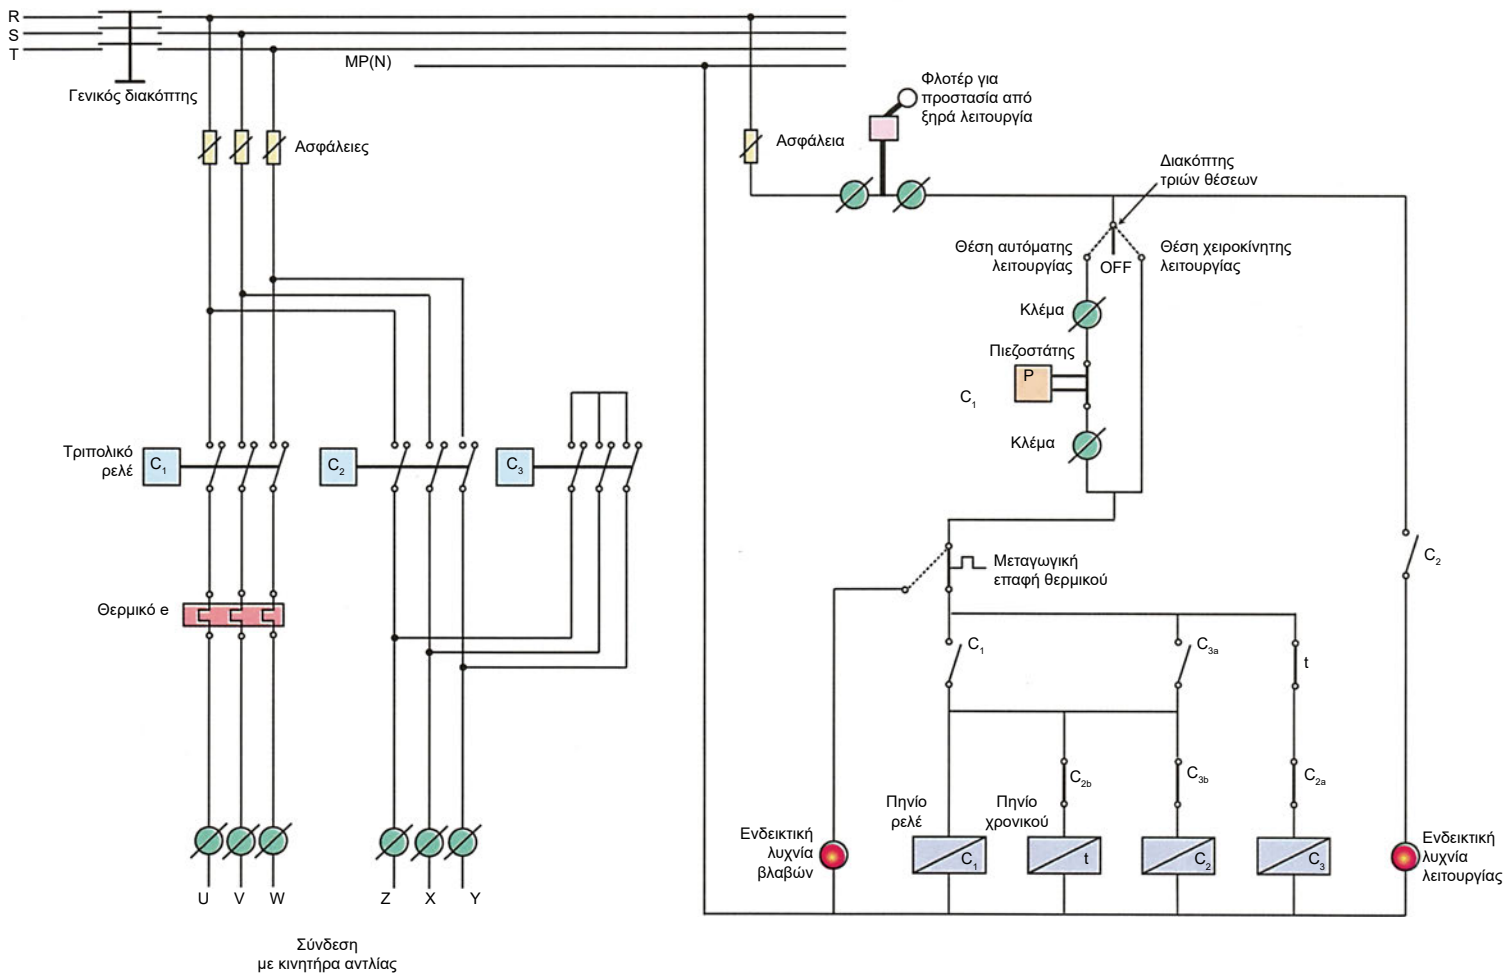 R
S
T
MP(N)
Γενικός διακόπτης
Ασφάλειες
Ασφάλεια
Φλοτέρ για
προστασία από
ξηρά λειτουργία
Διακόπτης
τριών θέσεων
Θέση αυτόματης
λειτουργίας
OFF
Θέση χειροκίνητης
λειτουργίας
Κλέμα
Πιεζοστάτης
P
C1
Κλέμα
Τριπολικό
ρελέ
C1
C2
C3
Μεταγωγική
επαφή θερμικού
C2
Θερμικό e
C1
C3a
t
C2b
C3b
C2a
Πηνίο
ρελέ
Πηνίο
χρονικού
Ενδεικτική
λυχνία
βλαβών
C1
t
C2
C3
Ενδεικτική
λυχνία
λειτουργίας
U
V
W
Z
X
Y
Σύνδεση
με κινητήρα αντλίας